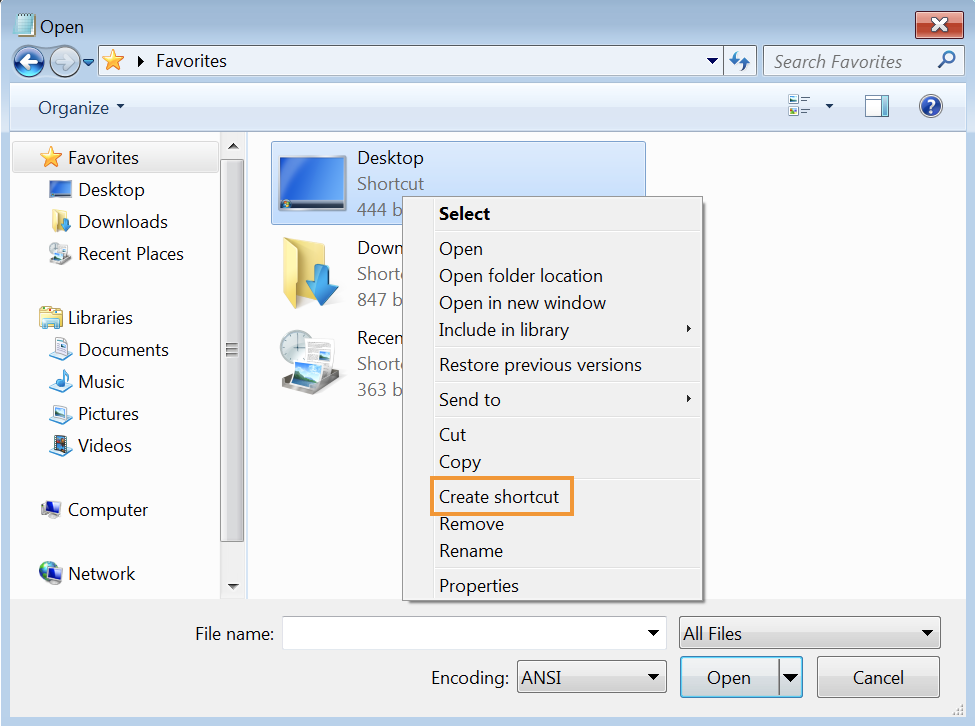 Open
Favorites
Search Favorites
Organize
Favorites
Desktop
Downloads
Recent Places
Libraries
Documents
Music
Pictures
Videos
Computer
Network
Desktop
Shortcut
444 b
Down
Shortc
847 b
Recen
Shortc
363 b
Select
Open
Open folder location
Open in new window
Include in library
Restore previous versions
Send to
Cut
Copy
Create shortcut
Remove
Rename
Properties
File name:
All Files
Encoding: ANSI
Open
Cancel